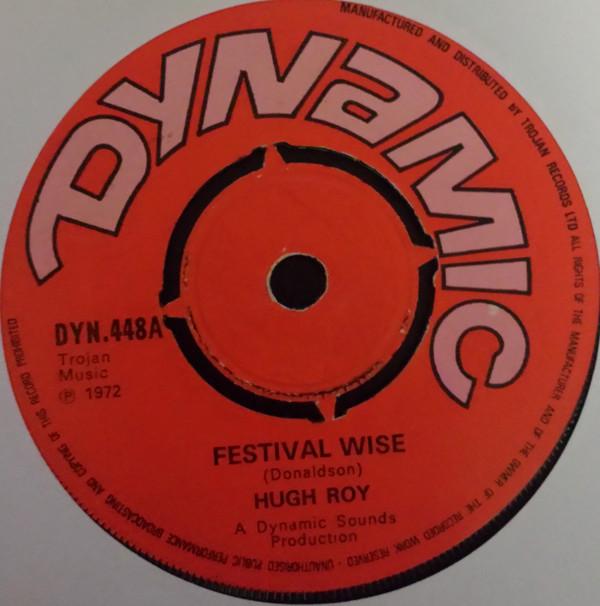 DYNAMIC
MANUFACTURED AND DISTRIBUTED BY TROJAN RECORDS LTD ALL RIGHTS OF THE MANUFACTURER AND OF THE OWNER OF THE RECORDED WORK RESERVED - UNAUTHORISED PUBLIC PERFORMANCE BROADCASTING AND COPYING OF THIS RECORD PROHIBITED
DYN.448A
Trojan
Music
℗ 1972
FESTIVAL WISE
(Donaldson)
HUGH ROY
A Dynamic Sounds
Production